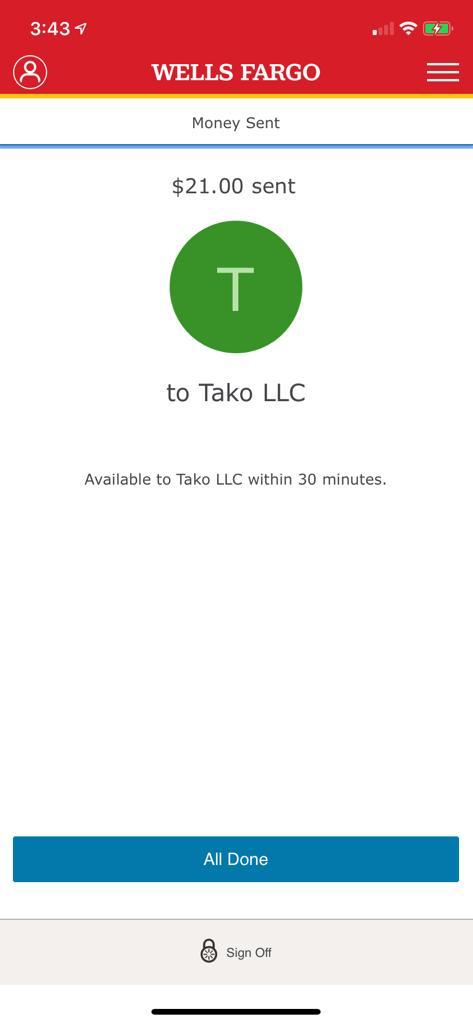 3:43
WELLS FARGO
Money Sent
$21.00 sent
T
to Tako LLC
Available to Tako LLC within 30 minutes.
All Done
Sign Off